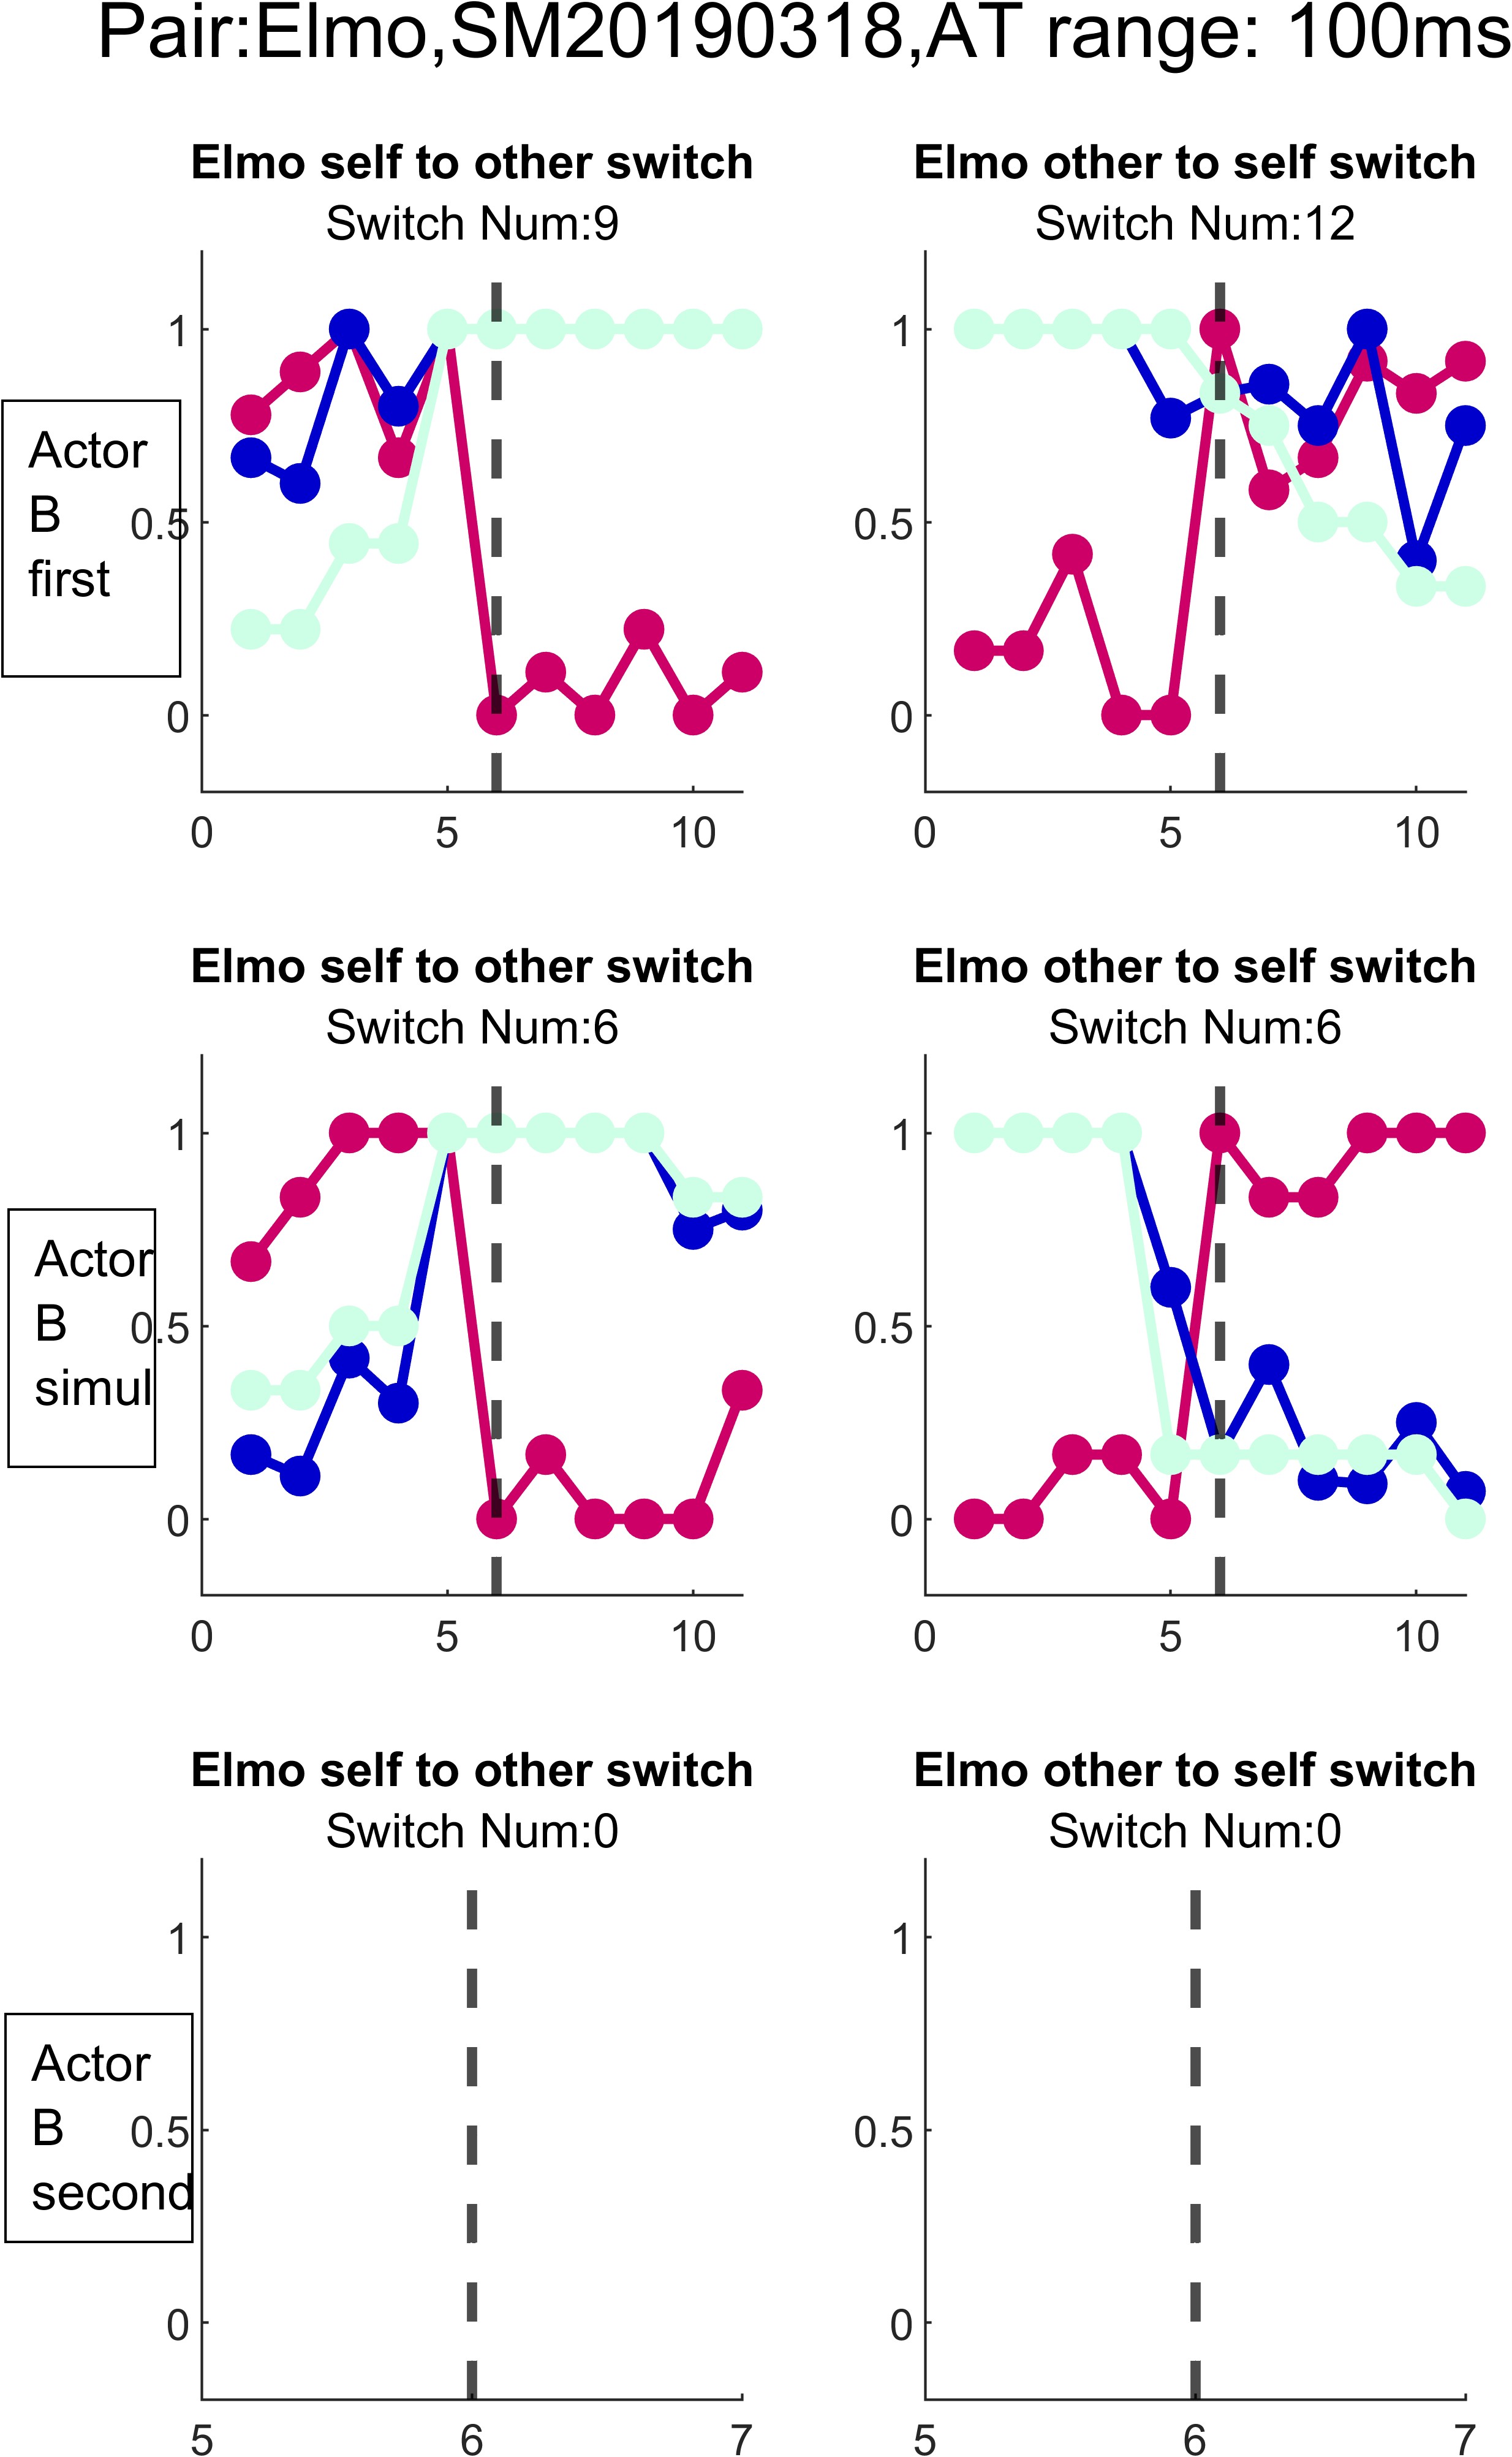 Pair:Elmo,SM20190318,AT range: 100ms
Elmo self to other switch
Switch Num:9
1
0.5
0
0
5
10
Actor
B
first
Elmo other to self switch
Switch Num:12
1
0.5
0
0
5
10
Elmo self to other switch
Switch Num:6
1
0.5
0
0
5
10
Actor
B
simul
Elmo other to self switch
Switch Num:6
1
0.5
0
0
5
10
Elmo self to other switch
Switch Num:0
1
0.5
0
5
6
7
Actor
B
second
Elmo other to self switch
Switch Num:0
1
0.5
0
5
6
7